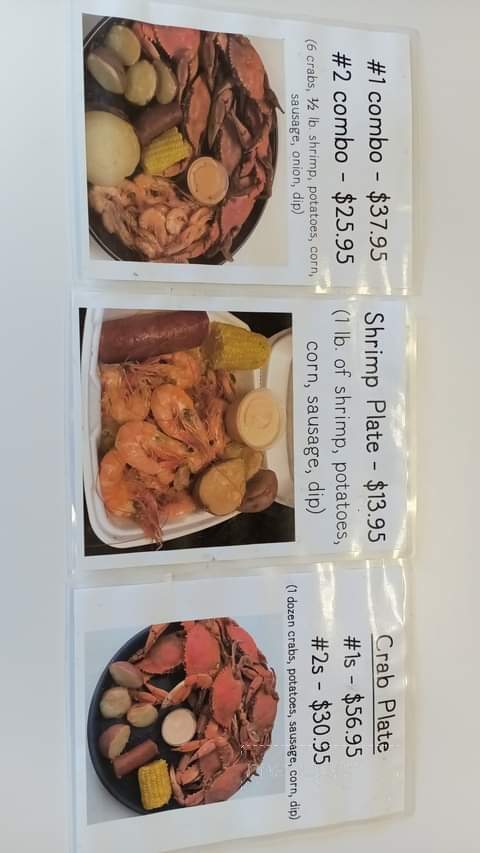 #1 combo - $37.95
#2 combo - $25.95
(6 crabs, ½ lb. shrimp, potatoes, corn,
sausage, onion, dip)
Shrimp Plate - $13.95
(1 lb. of shrimp, potatoes,
corn, sausage, dip)
Crab Plate
#1s - $56.95
#2s - $30.95
(1 dozen crabs, potatoes, sausage, corn, dip)